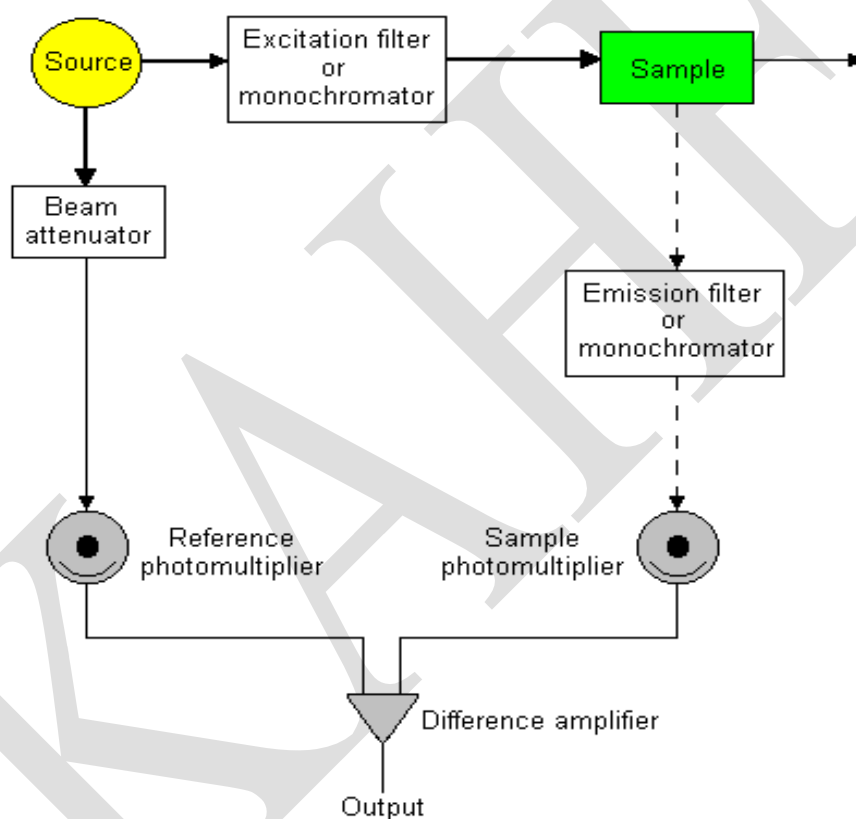 Source
Excitation filter
or
monochromator
Sample
Beam
attenuator
Emission filter
or
monochromator
Reference
photomultiplier
Sample
photomultiplier
Difference amplifier
Output
KAHE